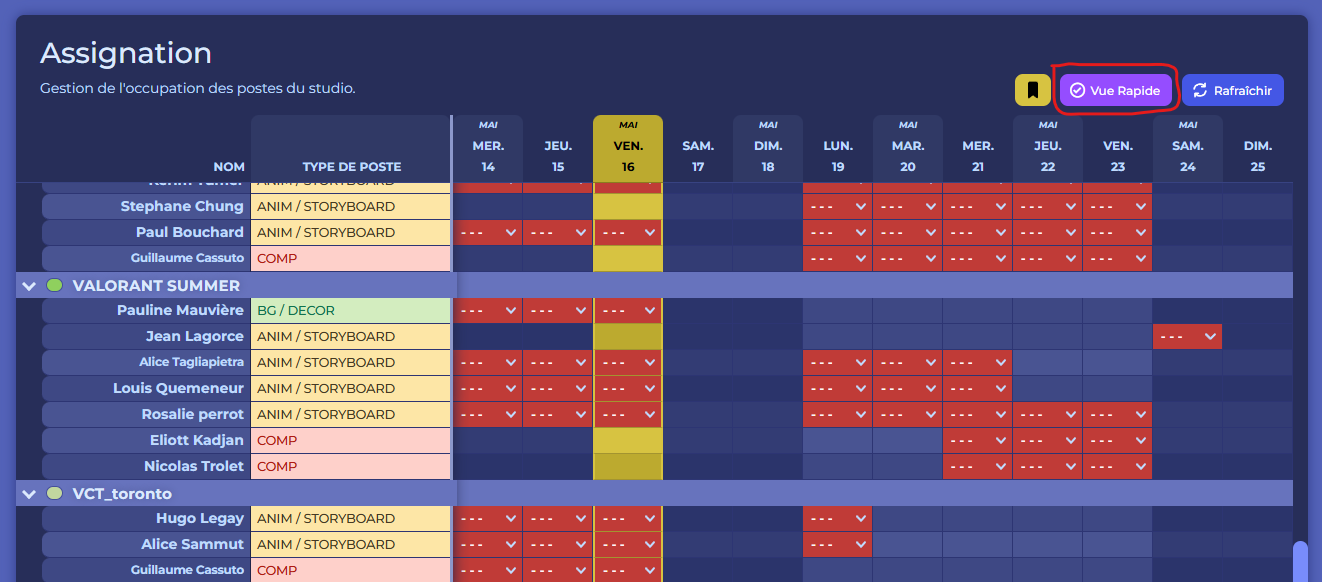 Assignation
Gestion de l'occupation des postes du studio.
Vue Rapide
Rafraîchir
MAI MAI MAI MAI MAI MAI
MER. JEU. VEN. SAM. DIM. LUN. MAR. MER. JEU. VEN. SAM. DIM.
NOM TYPE DE POSTE 14 15 16 17 18 19 20 21 22 23 24 25
ANIM / STORYBOARD
Stephane Chung ANIM / STORYBOARD --- --- --- --- ---
Paul Bouchard ANIM / STORYBOARD --- --- --- --- --- --- --- ---
Guillaume Cassuto COMP --- --- --- --- ---
VALORANT SUMMER
Pauline Mauvière BG / DECOR --- --- ---
Jean Lagorce ANIM / STORYBOARD ---
Alice Tagliapietra ANIM / STORYBOARD --- --- --- --- --- ---
Louis Quemeneur ANIM / STORYBOARD --- --- --- --- --- ---
Rosalie perrot ANIM / STORYBOARD --- --- --- --- --- --- --- ---
Eliott Kadjan COMP --- --- ---
Nicolas Trolet COMP --- --- ---
VCT_toronto
Hugo Legay ANIM / STORYBOARD --- --- --- ---
Alice Sammut ANIM / STORYBOARD --- --- --- ---
Guillaume Cassuto COMP --- --- ---